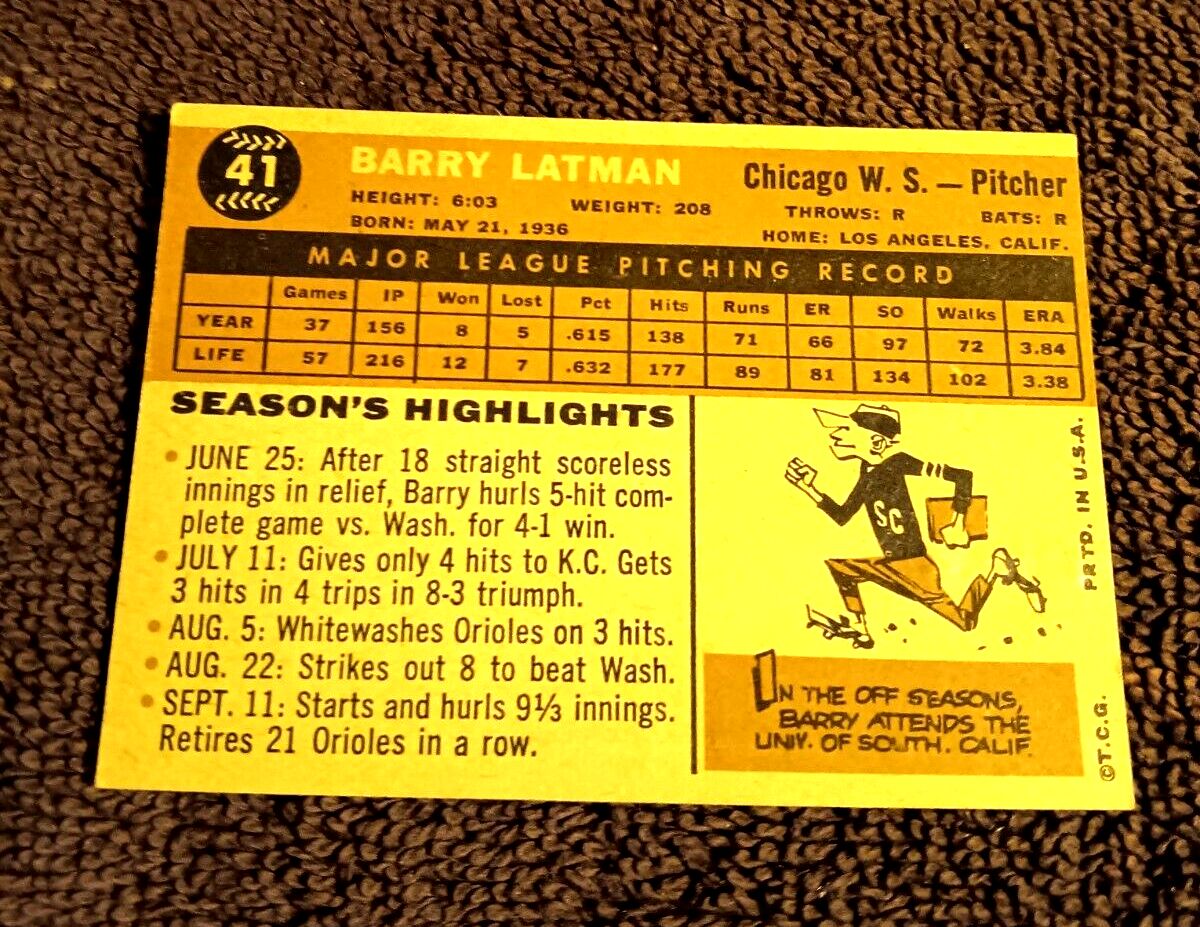 41
BARRY LATMAN
Chicago W. S. — Pitcher
HEIGHT: 6:03 WEIGHT: 208 THROWS: R BATS: R
BORN: MAY 21, 1936 HOME: LOS ANGELES, CALIF.
MAJOR LEAGUE PITCHING RECORD
Games IP Won Lost Pct Hits Runs ER SO Walks ERA
YEAR 37 156 8 5 .615 138 71 66 97 72 3.84
LIFE 57 216 12 7 .632 177 89 81 134 102 3.38
SEASON'S HIGHLIGHTS
• JUNE 25: After 18 straight scoreless
innings in relief, Barry hurls 5-hit com-
plete game vs. Wash. for 4-1 win.
• JULY 11: Gives only 4 hits to K.C. Gets
3 hits in 4 trips in 8-3 triumph.
• AUG. 5: Whitewashes Orioles on 3 hits.
• AUG. 22: Strikes out 8 to beat Wash.
• SEPT. 11: Starts and hurls 9⅓ innings.
Retires 21 Orioles in a row.
SC
IN THE OFF SEASONS,
BARRY ATTENDS THE
UNIV. OF SOUTH. CALIF.
©T.C.G. PRTD. IN U.S.A.